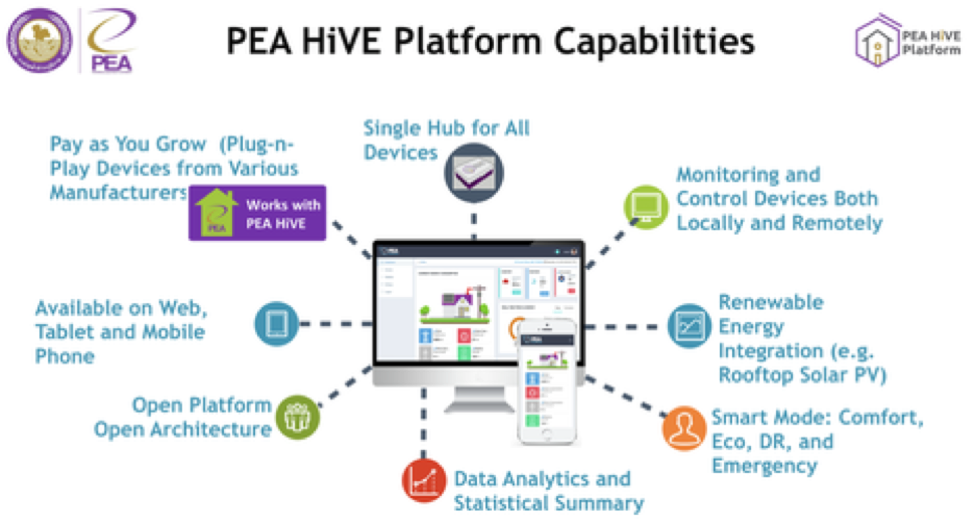 PEA HiVE Platform Capabilities
PEA
PEA HiVE
Platform
Single Hub for All
Devices
Pay as You Grow (Plug-n-
Play Devices from Various
Manufacturers
Works with
PEA HiVE
PEA
Monitoring and
Control Devices Both
Locally and Remotely
Available on Web,
Tablet and Mobile
Phone
Renewable
Energy
Integration (e.g.
Rooftop Solar PV)
Open Platform
Open Architecture
Smart Mode: Comfort,
Eco, DR, and
Emergency
Data Analytics and
Statistical Summary
PEA
PEA